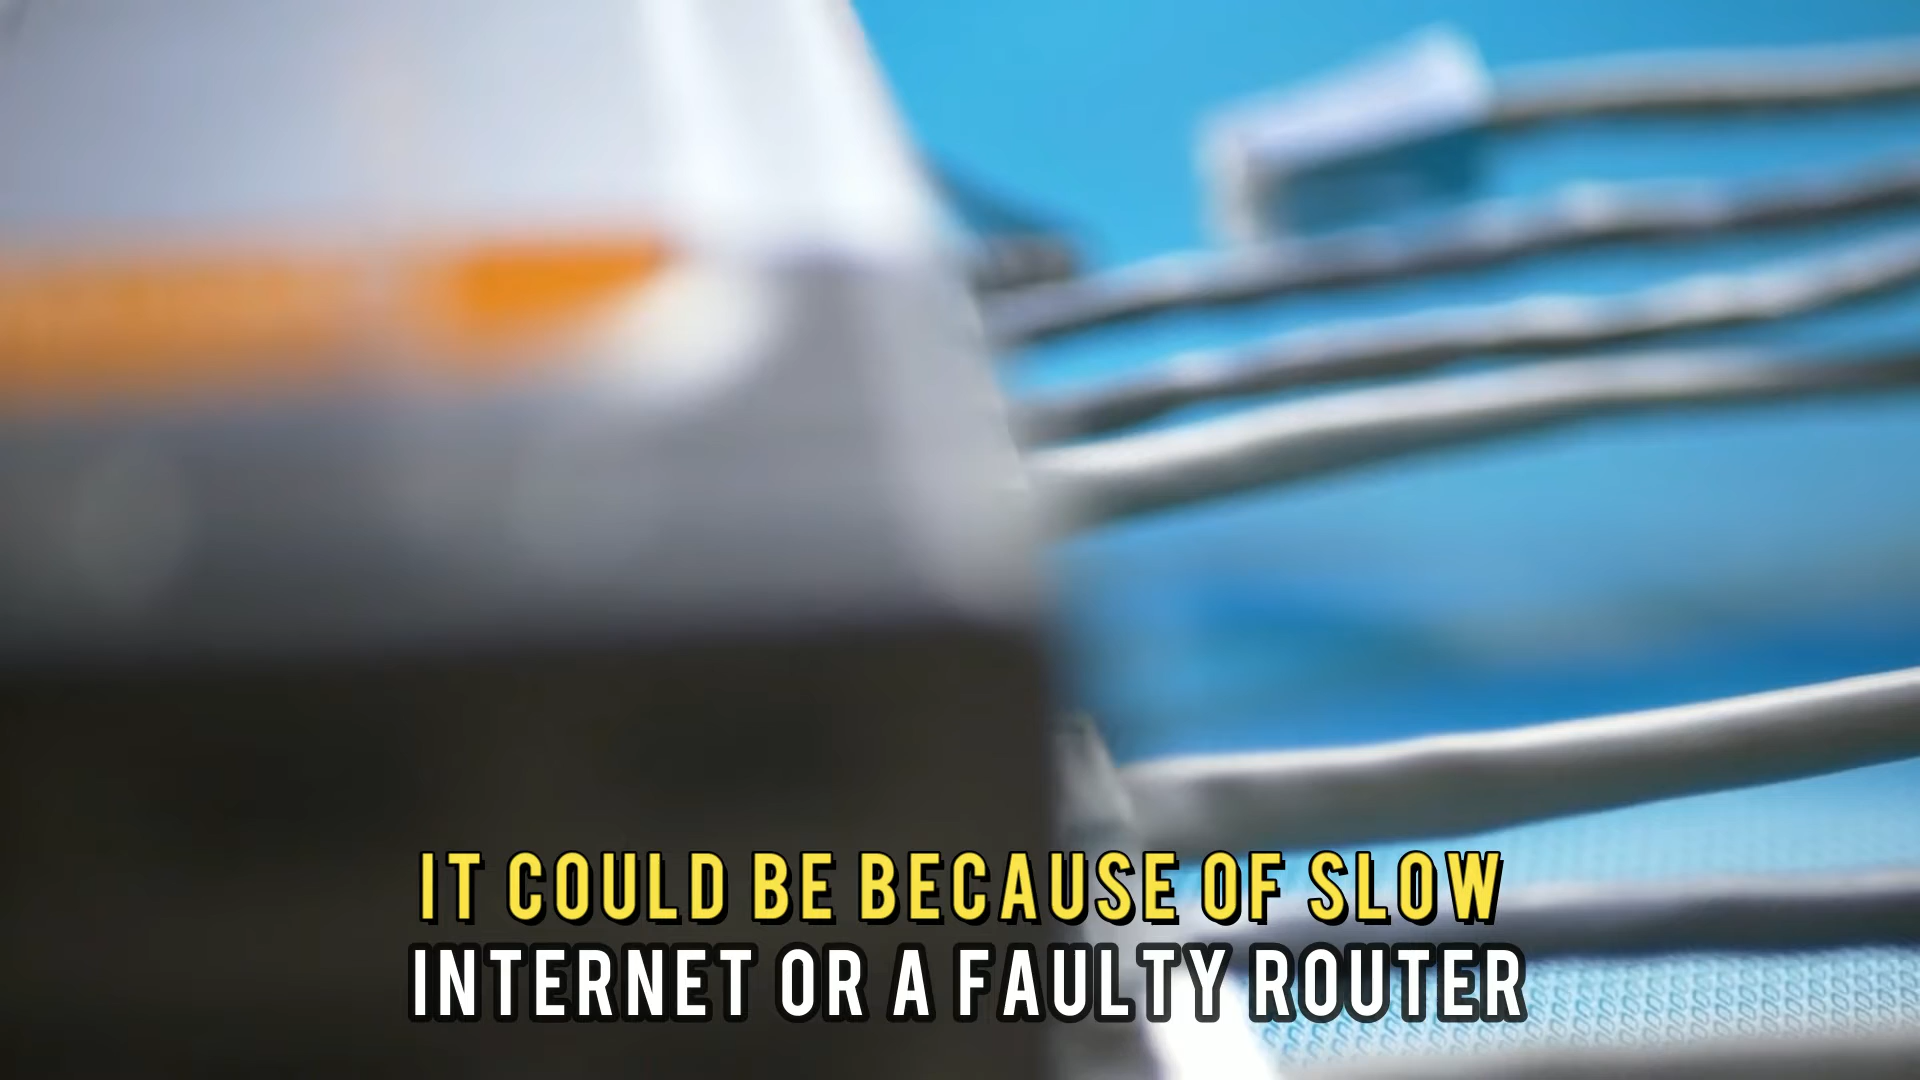 IT COULD BE BECAUSE OF SLOW
INTERNET OR A FAULTY ROUTER